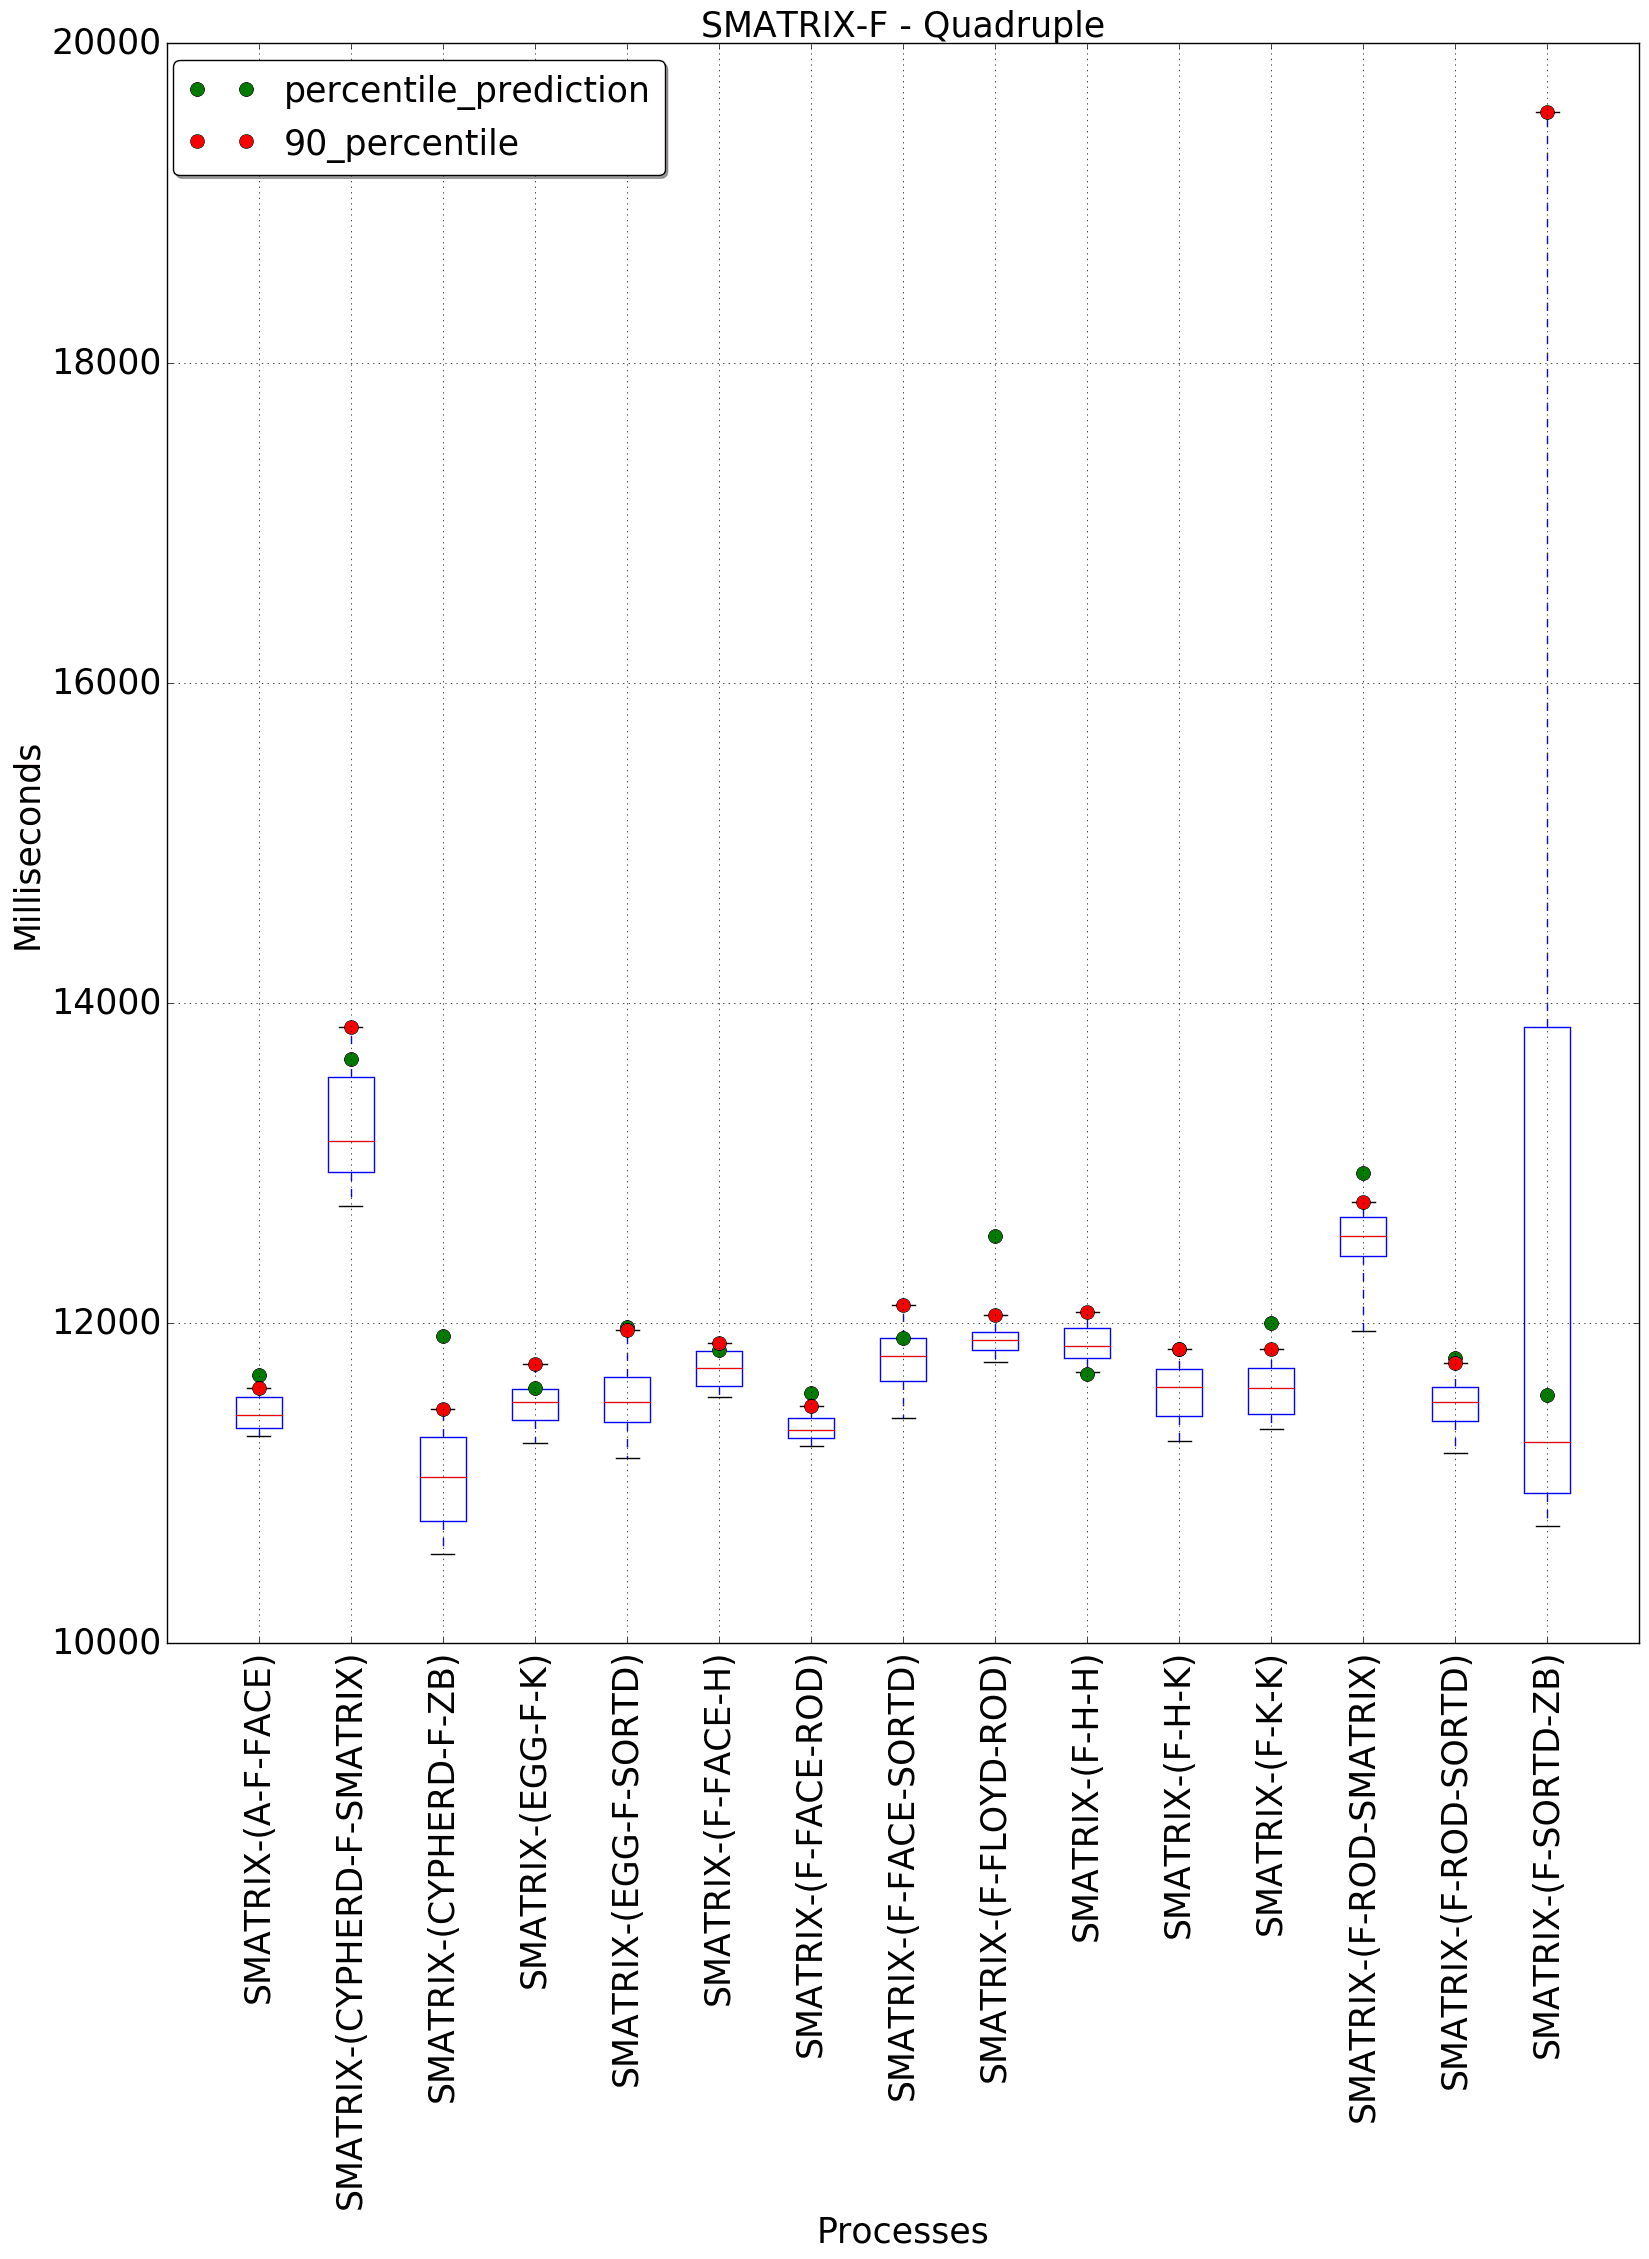 SMATRIX-F - Quadruple
percentile_prediction
90_percentile
20000
18000
16000
14000
12000
10000
Milliseconds
SMATRIX-(A-F-FACE)
SMATRIX-(CYPHERD-F-SMATRIX)
SMATRIX-(CYPHERD-F-ZB)
SMATRIX-(EGG-F-K)
SMATRIX-(EGG-F-SORTD)
SMATRIX-(F-FACE-H)
SMATRIX-(F-FACE-ROD)
SMATRIX-(F-FACE-SORTD)
SMATRIX-(F-FLOYD-ROD)
SMATRIX-(F-H-H)
SMATRIX-(F-H-K)
SMATRIX-(F-K-K)
SMATRIX-(F-ROD-SMATRIX)
SMATRIX-(F-ROD-SORTD)
SMATRIX-(F-SORTD-ZB)
Processes